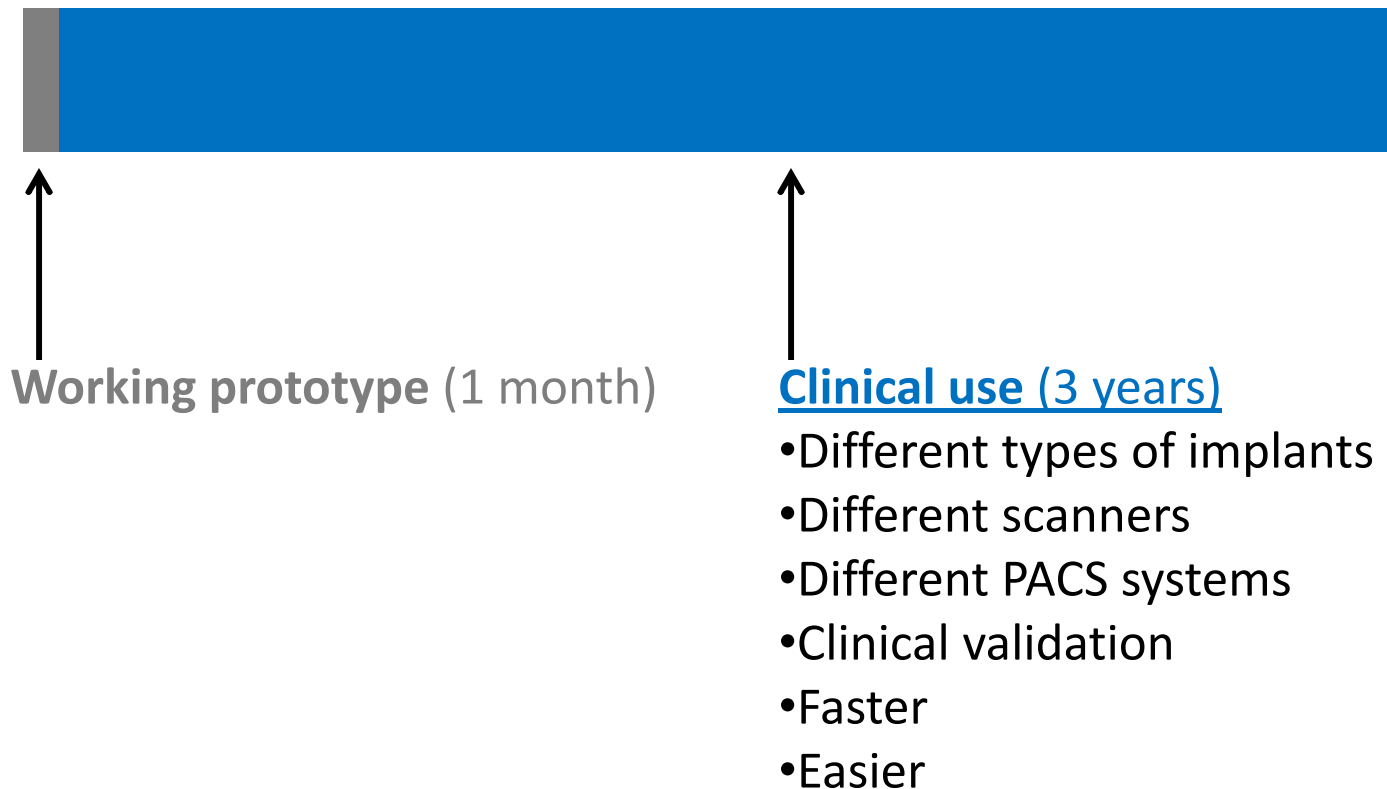 Working prototype (1 month)
Clinical use (3 years)
•Different types of implants
•Different scanners
•Different PACS systems
•Clinical validation
•Faster
•Easier